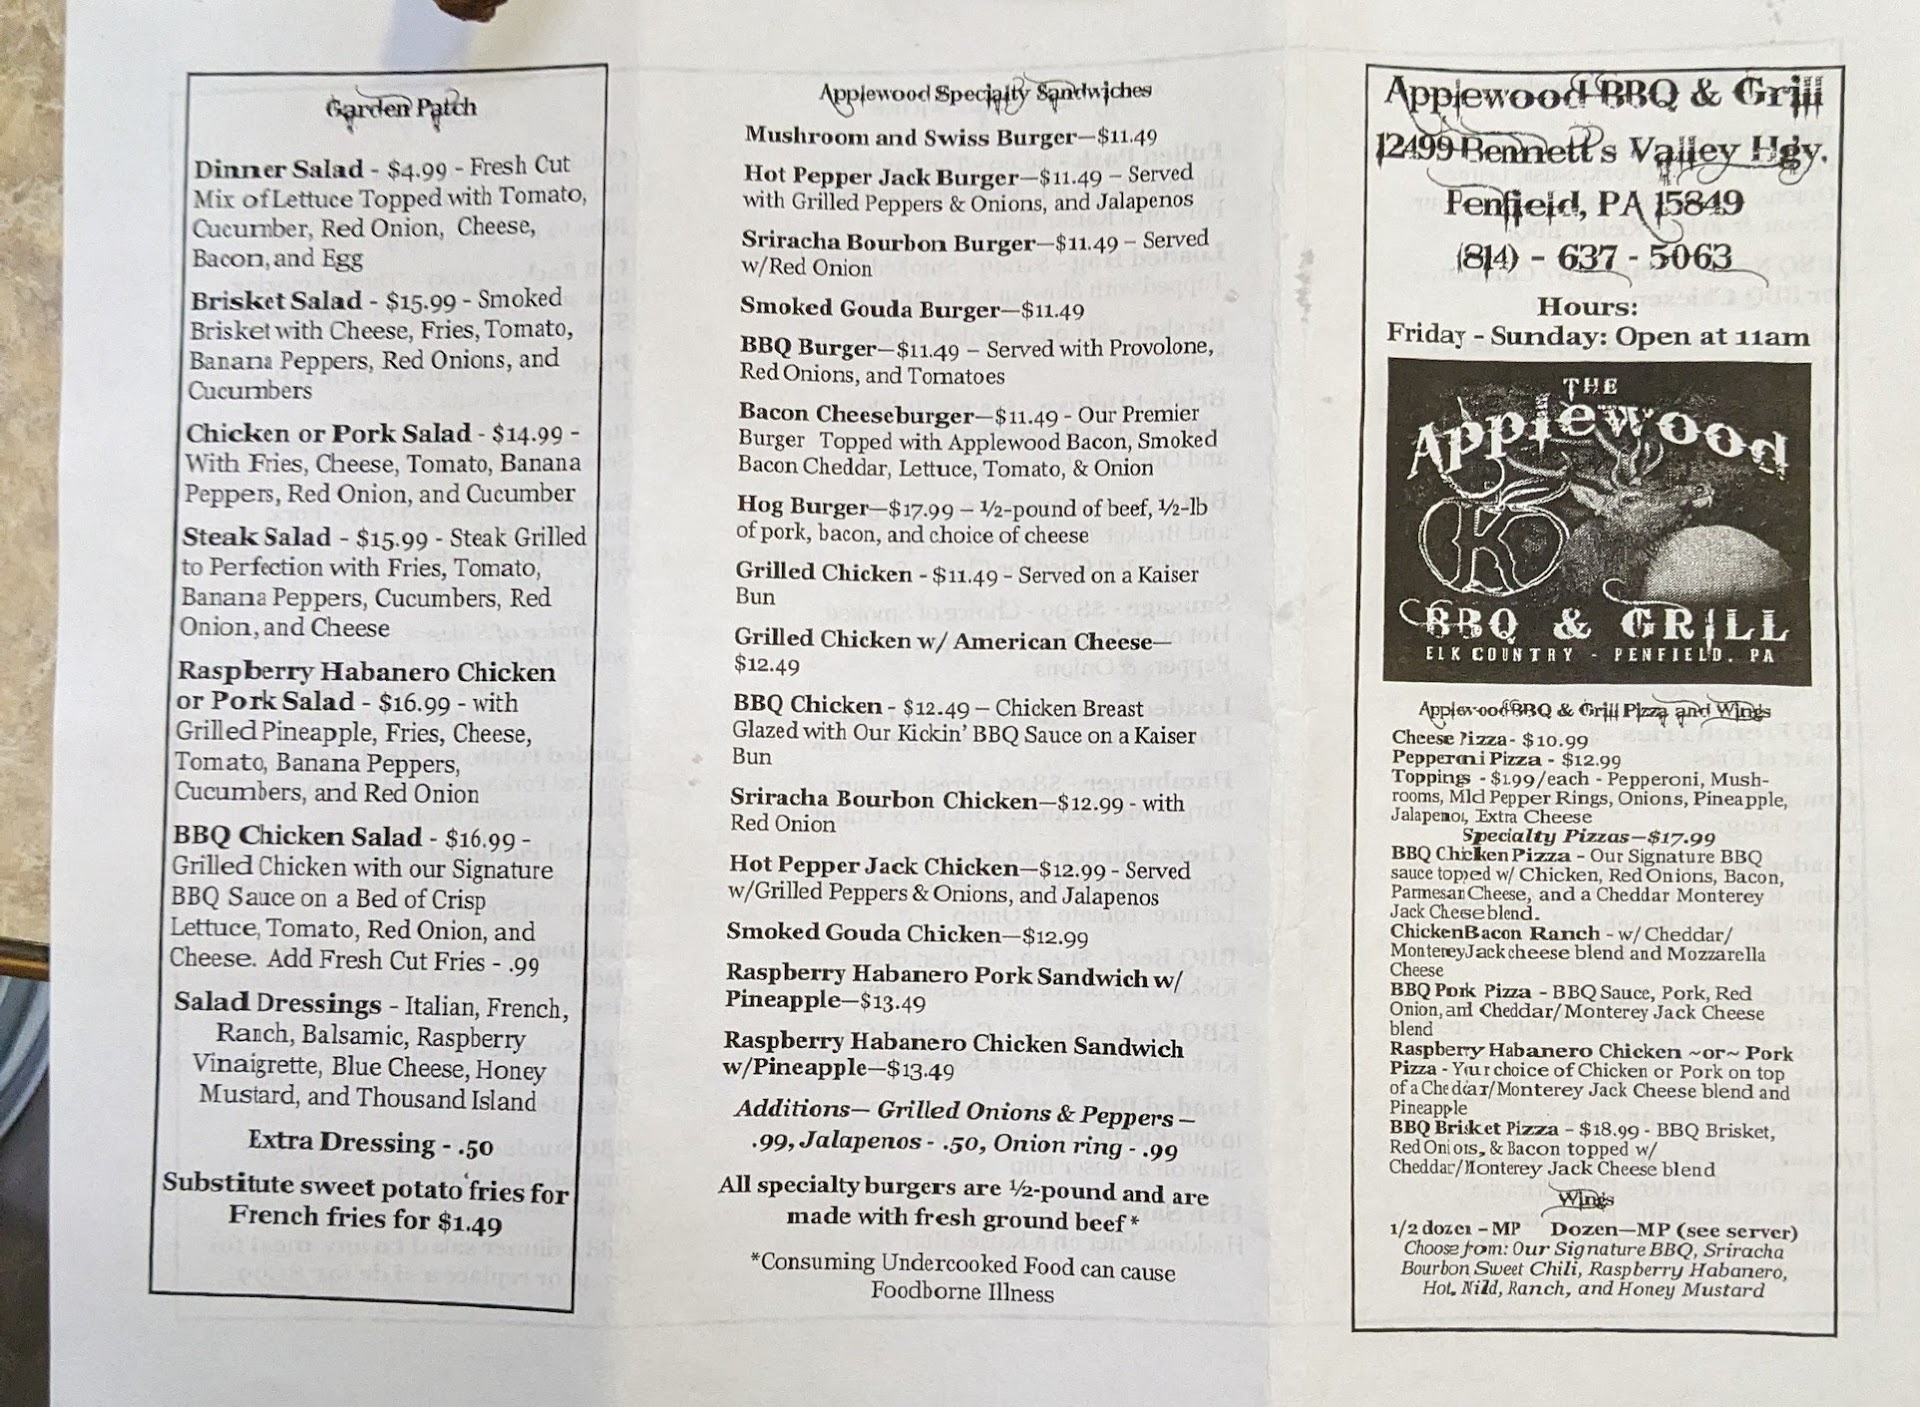 Garden Patch
Dinner Salad - $4.99 - Fresh Cut
Mix of Lettuce Topped with Tomato,
Cucumber, Red Onion, Cheese,
Bacon, and Egg
Brisket Salad - $15.99 - Smoked
Brisket with Cheese, Fries, Tomato,
Banana Peppers, Red Onions, and
Cucumbers
Chicken or Pork Salad - $14.99 -
With Fries, Cheese, Tomato, Banana
Peppers, Red Onion, and Cucumber
Steak Salad - $15.99 - Steak Grilled
to Perfection with Fries, Tomato,
Banana Peppers, Cucumbers, Red
Onion, and Cheese
Raspberry Habanero Chicken
or Pork Salad - $16.99 - with
Grilled Pineapple, Fries, Cheese,
Tomato, Banana Peppers,
Cucumbers, and Red Onion
BBQ Chicken Salad - $16.99 -
Grilled Chicken with our Signature
BBQ Sauce on a Bed of Crisp
Lettuce, Tomato, Red Onion, and
Cheese. Add Fresh Cut Fries - .99
Salad Dressings - Italian, French,
Ranch, Balsamic, Raspberry
Vinaigrette, Blue Cheese, Honey
Mustard, and Thousand Island
Extra Dressing - .50
Substitute sweet potato fries for
French fries for $1.49
Applewood Specialty Sandwiches
Mushroom and Swiss Burger—$11.49
Hot Pepper Jack Burger—$11.49 – Served
with Grilled Peppers & Onions, and Jalapenos
Sriracha Bourbon Burger—$11.49 – Served
w/Red Onion
Smoked Gouda Burger—$11.49
BBQ Burger—$11.49 – Served with Provolone,
Red Onions, and Tomatoes
Bacon Cheeseburger—$11.49 - Our Premier
Burger Topped with Applewood Bacon, Smoked
Bacon Cheddar, Lettuce, Tomato, & Onion
Hog Burger—$17.99 – ½-pound of beef, ½-lb
of pork, bacon, and choice of cheese
Grilled Chicken - $11.49 - Served on a Kaiser
Bun
Grilled Chicken w/ American Cheese—
$12.49
BBQ Chicken - $12.49 – Chicken Breast
Glazed with Our Kickin' BBQ Sauce on a Kaiser
Bun
Sriracha Bourbon Chicken—$12.99 - with
Red Onion
Hot Pepper Jack Chicken—$12.99 - Served
w/Grilled Peppers & Onions, and Jalapenos
Smoked Gouda Chicken—$12.99
Raspberry Habanero Pork Sandwich w/
Pineapple—$13.49
Raspberry Habanero Chicken Sandwich
w/Pineapple—$13.49
Additions— Grilled Onions & Peppers –
.99, Jalapenos - .50, Onion ring - .99
All specialty burgers are ½-pound and are
made with fresh ground beef*
*Consuming Undercooked Food can cause
Foodborne Illness
Applewood BBQ & Grill
12499 Bennett's Valley Hgy.
Penfield, PA 15849
(814) - 637 - 5063
Hours:
Friday - Sunday: Open at 11am
THE
Applewood
K
BBQ & GRILL
ELK COUNTRY - PENFIELD, PA
Applewood BBQ & Grill Pizza and Wings
Cheese Pizza- $10.99
Pepperoni Pizza - $12.99
Toppings - $1.99/each - Pepperoni, Mush-
rooms, Mld Pepper Rings, Onions, Pineapple,
Jalapenos, Extra Cheese
Specialty Pizzas—$17.99
BBQ Chicken Pizza - Our Signature BBQ
sauce topped w/ Chicken, Red Onions, Bacon,
Parmesan Cheese, and a Cheddar Monterey
Jack Cheese blend.
Chicken Bacon Ranch - w/ Cheddar/
Monterey Jack cheese blend and Mozzarella
Cheese
BBQ Pork Pizza - BBQ Sauce, Pork, Red
Onion, and Cheddar/Monterey Jack Cheese
blend
Raspberry Habanero Chicken ~or~ Pork
Pizza - Your choice of Chicken or Pork on top
of a Cheddar/Monterey Jack Cheese blend and
Pineapple
BBQ Brisket Pizza – $18.99 - BBQ Brisket,
Red Onions, & Bacon topped w/
Cheddar/Monterey Jack Cheese blend
Wings
1/2 dozen – MP Dozen—MP (see server)
Choose from: Our Signature BBQ, Sriracha
Bourbon Sweet Chili, Raspberry Habanero,
Hot, Mild, Ranch, and Honey Mustard